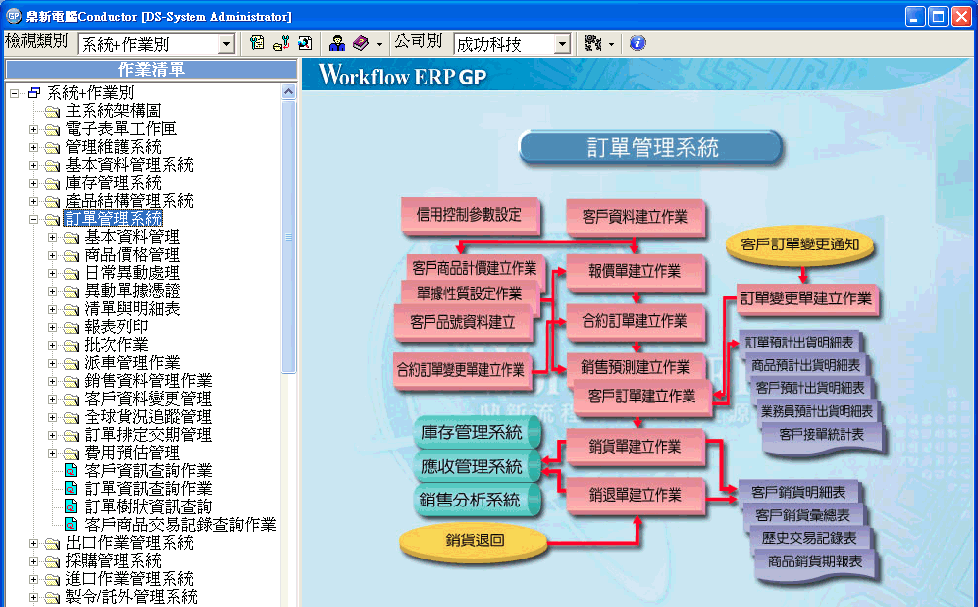 鼎新電腦Conductor [DS-System Administrator]
檢視類別 系統+作業別 公司別 成功科技
作業清單
系統+作業別
主系統架構圖
電子表單工作匣
管理維護系統
基本資料管理系統
庫存管理系統
產品結構管理系統
訂單管理系統
基本資料管理
商品價格管理
日常異動處理
異動單據憑證
清單與明細表
報表列印
批次作業
派車管理作業
銷售資料管理作業
客戶資料變更管理
全球貨況追蹤管理
訂單排定交期管理
費用預估管理
客戶資訊查詢作業
訂單資訊查詢作業
訂單樹狀資訊查詢
客戶商品交易記錄查詢作業
出口作業管理系統
採購管理系統
進口作業管理系統
製令/託外管理系統
Workflow ERP GP
訂單管理系統
信用控制參數設定
客戶資料建立作業
客戶訂單變更通知
客戶商品計價建立作業
單據性質設定作業
客戶品號資料建立
報價單建立作業
訂單變更單建立作業
合約訂單建立作業
合約訂單變更單建立作業
銷售預測建立作業
客戶訂單建立作業
訂單預計出貨明細表
商品預計出貨明細表
客戶預計出貨明細表
業務員預計出貨明細表
客戶接單統計表
庫存管理系統
應收管理系統
銷售分析系統
銷貨單建立作業
銷退單建立作業
客戶銷貨明細表
客戶銷貨彙總表
歷史交易記錄表
商品銷貨期報表
銷貨退回